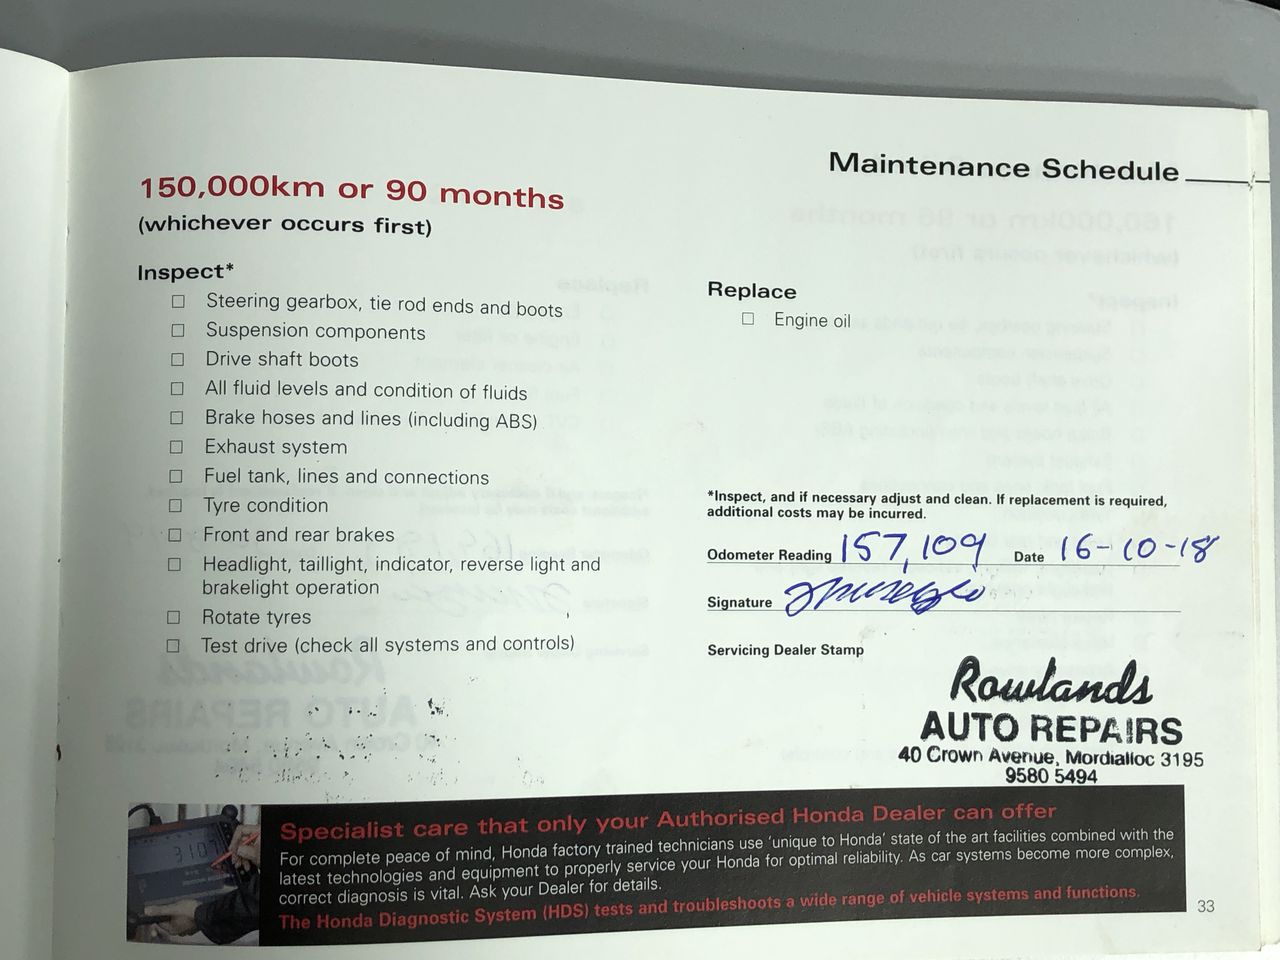 Maintenance Schedule
150,000km or 90 months
(whichever occurs first)
Inspect*
Steering gearbox, tie rod ends and boots
Suspension components
Drive shaft boots
All fluid levels and condition of fluids
Brake hoses and lines (including ABS)
Exhaust system
Fuel tank, lines and connections
Tyre condition
Front and rear brakes
Headlight, taillight, indicator, reverse light and
brakelight operation
Rotate tyres
Test drive (check all systems and controls)
Replace
Engine oil
*Inspect, and if necessary adjust and clean. If replacement is required,
additional costs may be incurred.
Odometer Reading 157,109 Date 16-10-18
Signature
Servicing Dealer Stamp
Rowlands
AUTO REPAIRS
40 Crown Avenue, Mordialloc 3195
9580 5494
3107
Specialist care that only your Authorised Honda Dealer can offer
For complete peace of mind, Honda factory trained technicians use 'unique to Honda' state of the art facilities combined with the
latest technologies and equipment to properly service your Honda for optimal reliability. As car systems become more complex,
correct diagnosis is vital. Ask your Dealer for details.
The Honda Diagnostic System (HDS) tests and troubleshoots a wide range of vehicle systems and functions.
33